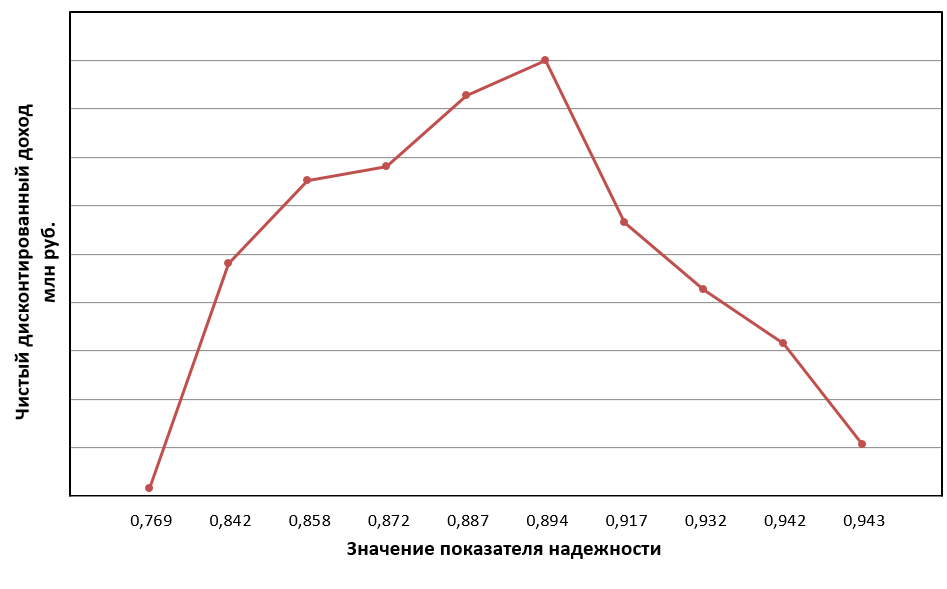 Чистый дисконтированный доход
млн руб.
0,769 0,842 0,858 0,872 0,887 0,894 0,917 0,932 0,942 0,943
Значение показателя надежности